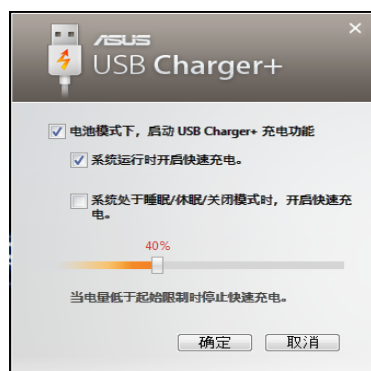 ASUS
USB Charger+
电池模式下，启动 USB Charger+ 充电功能
系统运行时开启快速充电。
系统处于睡眠/休眠/关闭模式时，开启快速充
电。
40%
当电量低于起始限制时停止快速充电。
确定 取消